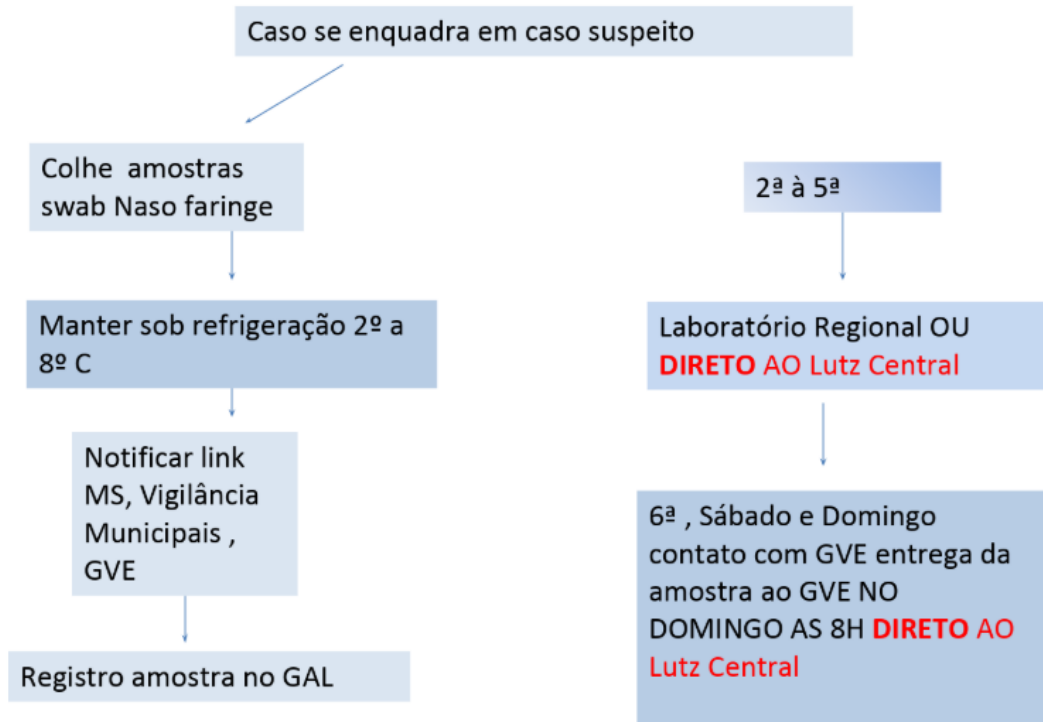 Caso se enquadra em caso suspeito
Colhe amostras
swab Naso faringe
Manter sob refrigeração 2º a
8º C
Notificar link
MS, Vigilância
Municipais ,
GVE
Registro amostra no GAL
2ª à 5ª
Laboratório Regional OU
DIRETO AO Lutz Central
6ª , Sábado e Domingo
contato com GVE entrega da
amostra ao GVE NO
DOMINGO AS 8H DIRETO AO
Lutz Central